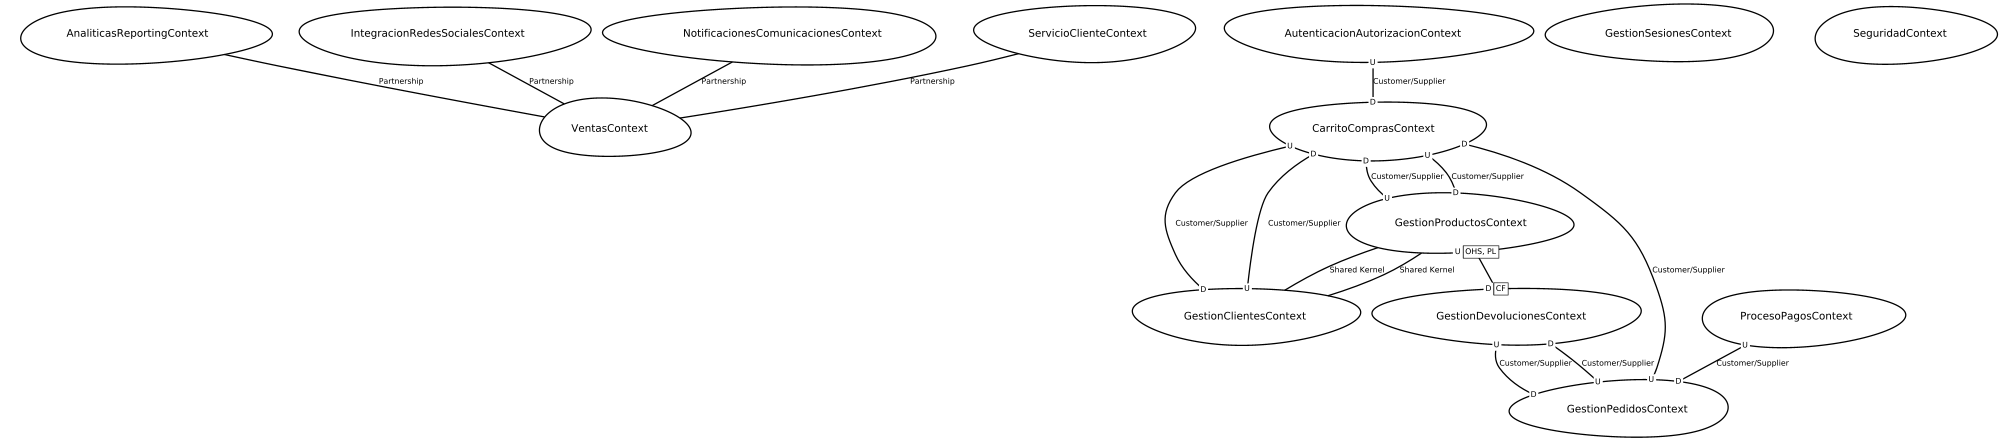 AnaliticasReportingContext
IntegracionRedesSocialesContext
NotificacionesComunicacionesContext
ServicioClienteContext
AutenticacionAutorizacionContext
GestionSesionesContext
SeguridadContext
U
Partnership
Partnership
Partnership
Partnership
Customer/Supplier
D
VentasContext
CarritoComprasContext
U
D
D
U
D
Customer/Supplier
Customer/Supplier
U
D
Customer/Supplier
Customer/Supplier
GestionProductosContext
U
OHS, PL
Shared Kernel
Shared Kernel
Customer/Supplier
D
U
D
CF
GestionClientesContext
GestionDevolucionesContext
ProcesoPagosContext
U
D
U
Customer/Supplier
Customer/Supplier
Customer/Supplier
D
U
U
D
GestionPedidosContext